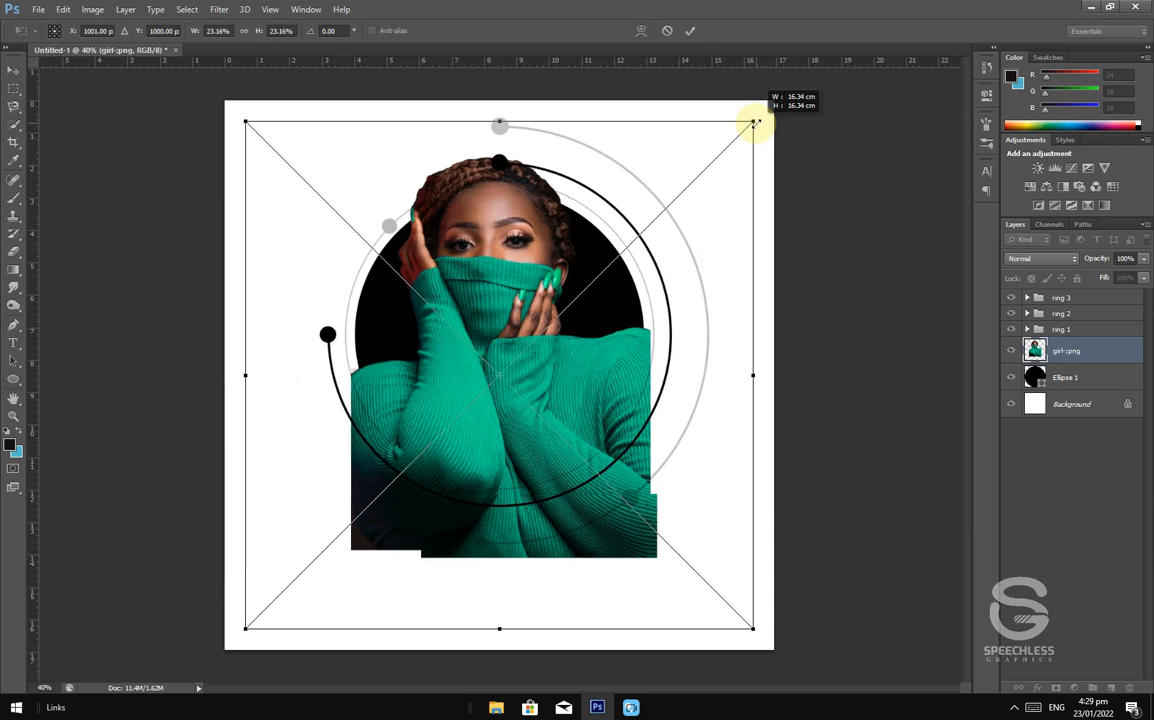 Ps File Edit Image Layer Type Select Filter 3D View Window Help
X: 1001.00 p Y: 1000.00 p W: 23.16% H: 23.16% 0.00 ° Anti-alias Essentials
Untitled-1 @ 40% (girl-;png, RGB/8) * ×
W : 16.34 cm
H : 16.34 cm
Color Swatches
R 24
G 18
B 18
Adjustments Styles
Add an adjustment
Layers Channels Paths
Kind
Normal Opacity: 100%
Lock: Fill: 100%
ring 3
ring 2
ring 1
girl-;png
Ellipse 1
Background
SPEECHLESS
GRAPHICS
40% Doc: 11.4M/1.62M
Links Ps ENG 4:29 pm
23/01/2022 3